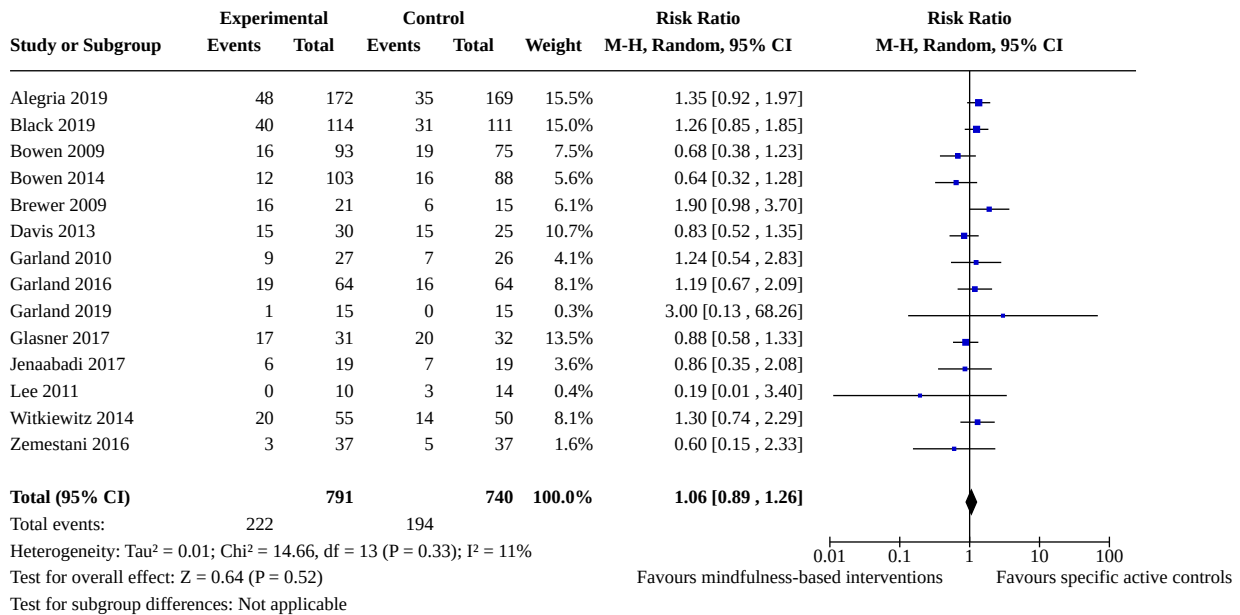 Experimental Control Risk Ratio Risk Ratio
Study or Subgroup Events Total Events Total Weight M-H, Random, 95% CI M-H, Random, 95% CI
Alegria 2019 48 172 35 169 15.5% 1.35 [0.92 , 1.97]
Black 2019 40 114 31 111 15.0% 1.26 [0.85 , 1.85]
Bowen 2009 16 93 19 75 7.5% 0.68 [0.38 , 1.23]
Bowen 2014 12 103 16 88 5.6% 0.64 [0.32 , 1.28]
Brewer 2009 16 21 6 15 6.1% 1.90 [0.98 , 3.70]
Davis 2013 15 30 15 25 10.7% 0.83 [0.52 , 1.35]
Garland 2010 9 27 7 26 4.1% 1.24 [0.54 , 2.83]
Garland 2016 19 64 16 64 8.1% 1.19 [0.67 , 2.09]
Garland 2019 1 15 0 15 0.3% 3.00 [0.13 , 68.26]
Glasner 2017 17 31 20 32 13.5% 0.88 [0.58 , 1.33]
Jenaabadi 2017 6 19 7 19 3.6% 0.86 [0.35 , 2.08]
Lee 2011 0 10 3 14 0.4% 0.19 [0.01 , 3.40]
Witkiewitz 2014 20 55 14 50 8.1% 1.30 [0.74 , 2.29]
Zemestani 2016 3 37 5 37 1.6% 0.60 [0.15 , 2.33]
Total (95% CI) 791 740 100.0% 1.06 [0.89 , 1.26]
Total events: 222 194
Heterogeneity: Tau² = 0.01; Chi² = 14.66, df = 13 (P = 0.33); I² = 11%
0.01 0.1 1 10 100
Test for overall effect: Z = 0.64 (P = 0.52)
Favours mindfulness-based interventions Favours specific active controls
Test for subgroup differences: Not applicable